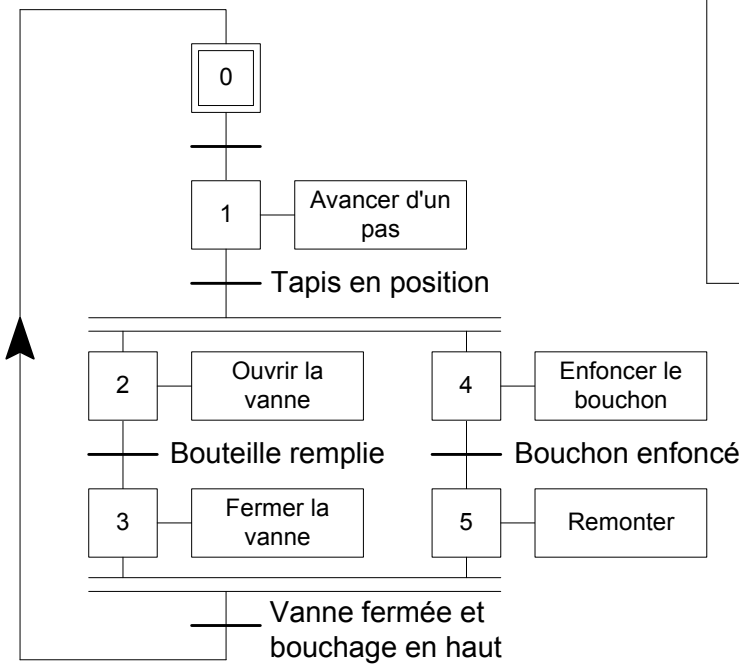 0
1
Avancer d'un
pas
Tapis en position
2
Ouvrir la
vanne
4
Enfoncer le
bouchon
Bouteille remplie
Bouchon enfoncé
3
Fermer la
vanne
5
Remonter
Vanne fermée et
bouchage en haut